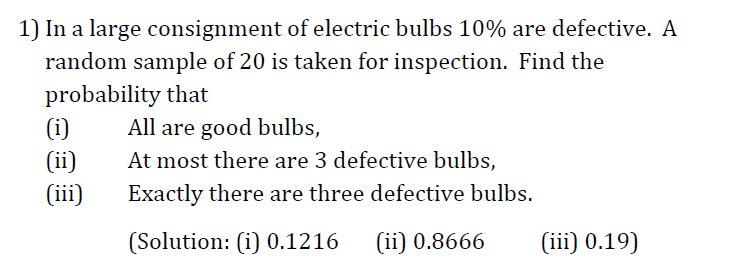 1) In a large consignment of electric bulbs 10% are defective. A
random sample of 20 is taken for inspection. Find the
probability that
(i) All are good bulbs,
(ii) At most there are 3 defective bulbs,
(iii) Exactly there are three defective bulbs.
(Solution: (i) 0.1216 (ii) 0.8666 (iii) 0.19)